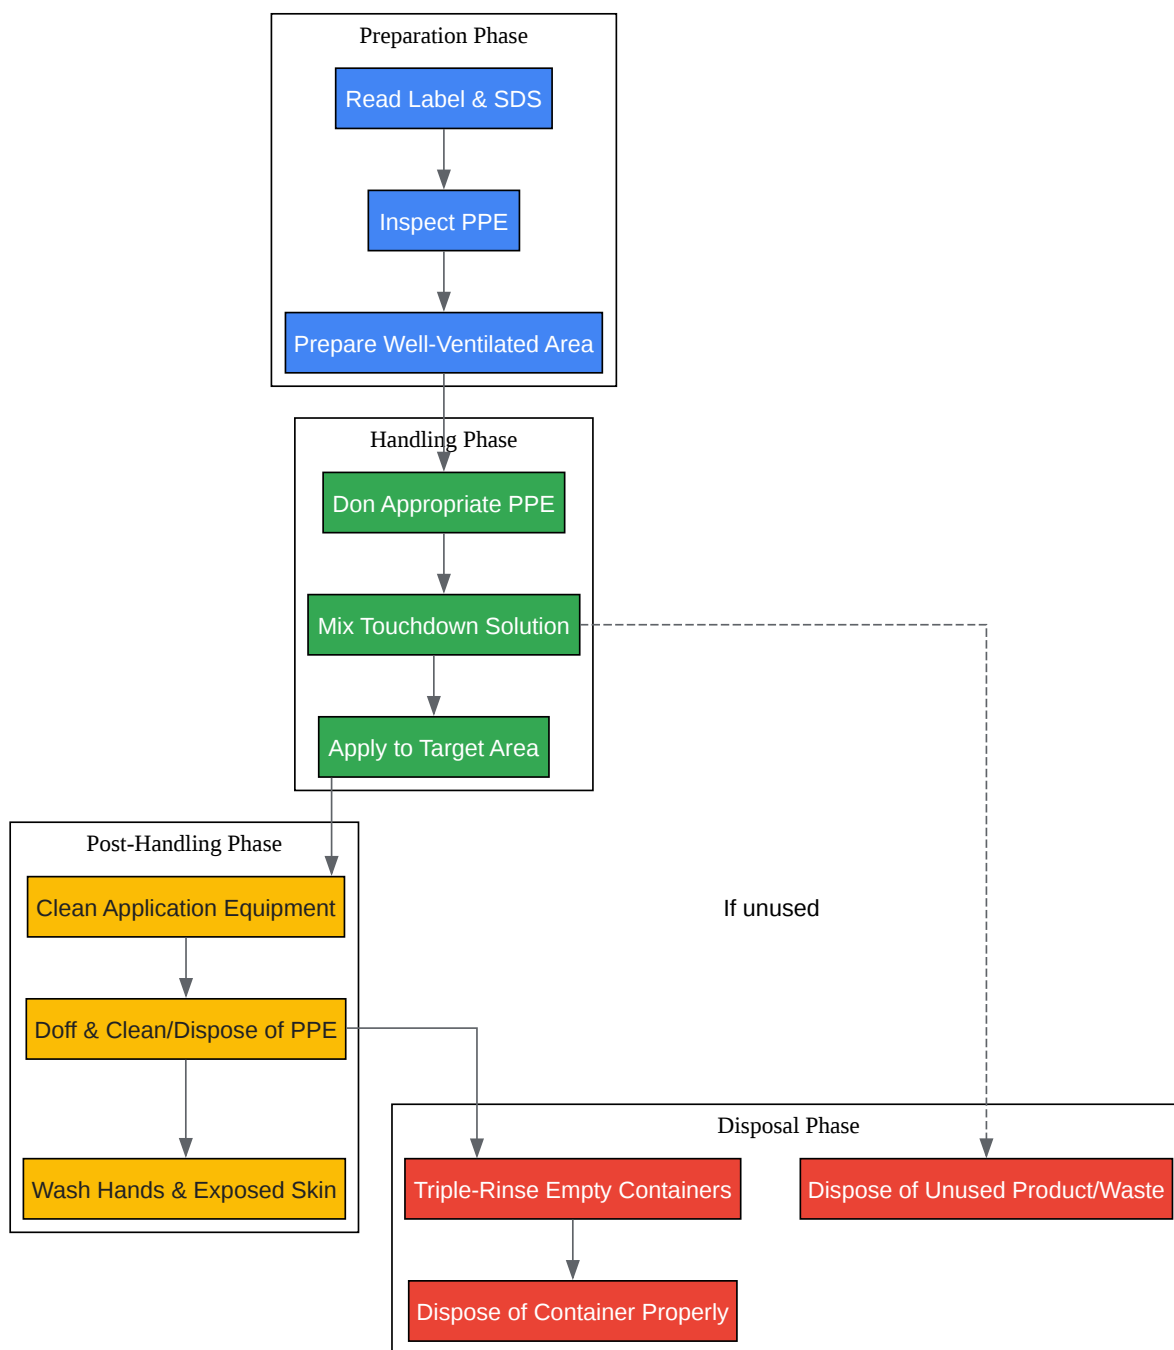 Preparation Phase
Read Label & SDS
Inspect PPE
Prepare Well-Ventilated Area
Handling Phase
Don Appropriate PPE
Mix Touchdown Solution
Apply to Target Area
Post-Handling Phase
Clean Application Equipment
If unused
Doff & Clean/Dispose of PPE
Wash Hands & Exposed Skin
Disposal Phase
Triple-Rinse Empty Containers
Dispose of Unused Product/Waste
Dispose of Container Properly